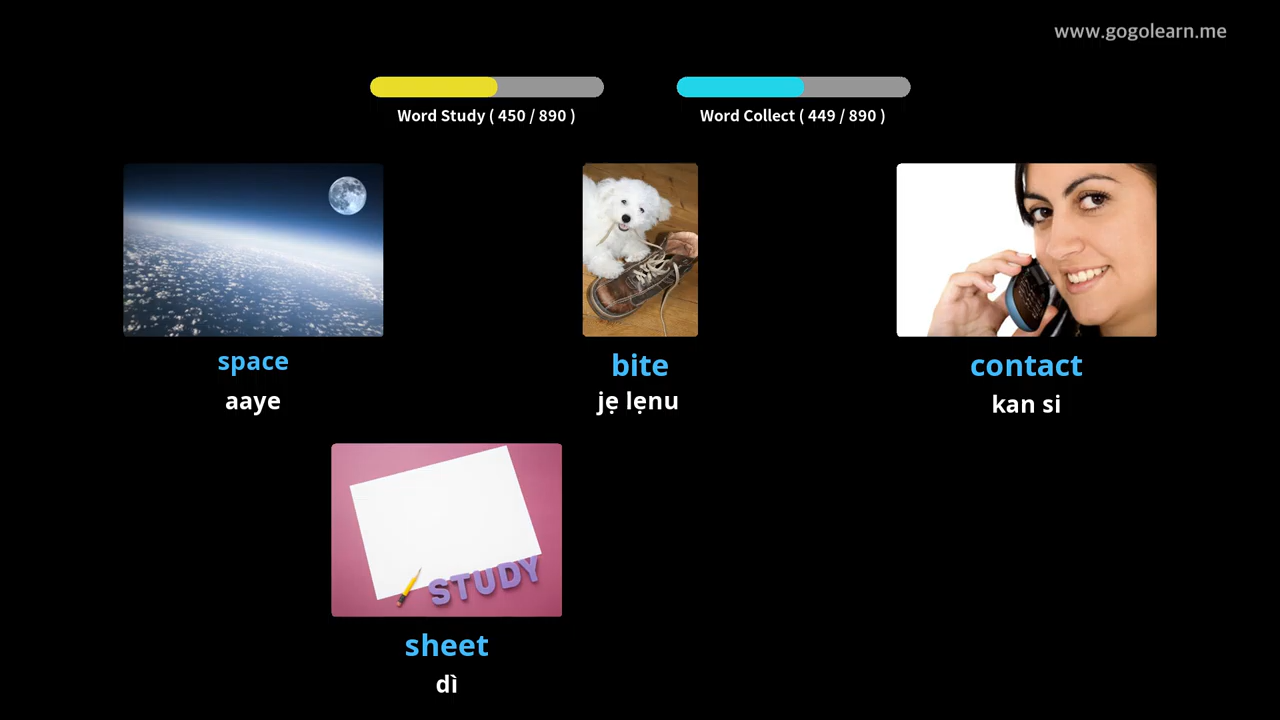 www.gogolearn.me
Word Study ( 450 / 890 )
Word Collect ( 449 / 890 )
space
aaye
bite
jẹ lẹnu
contact
kan si
STUDY
sheet
dì